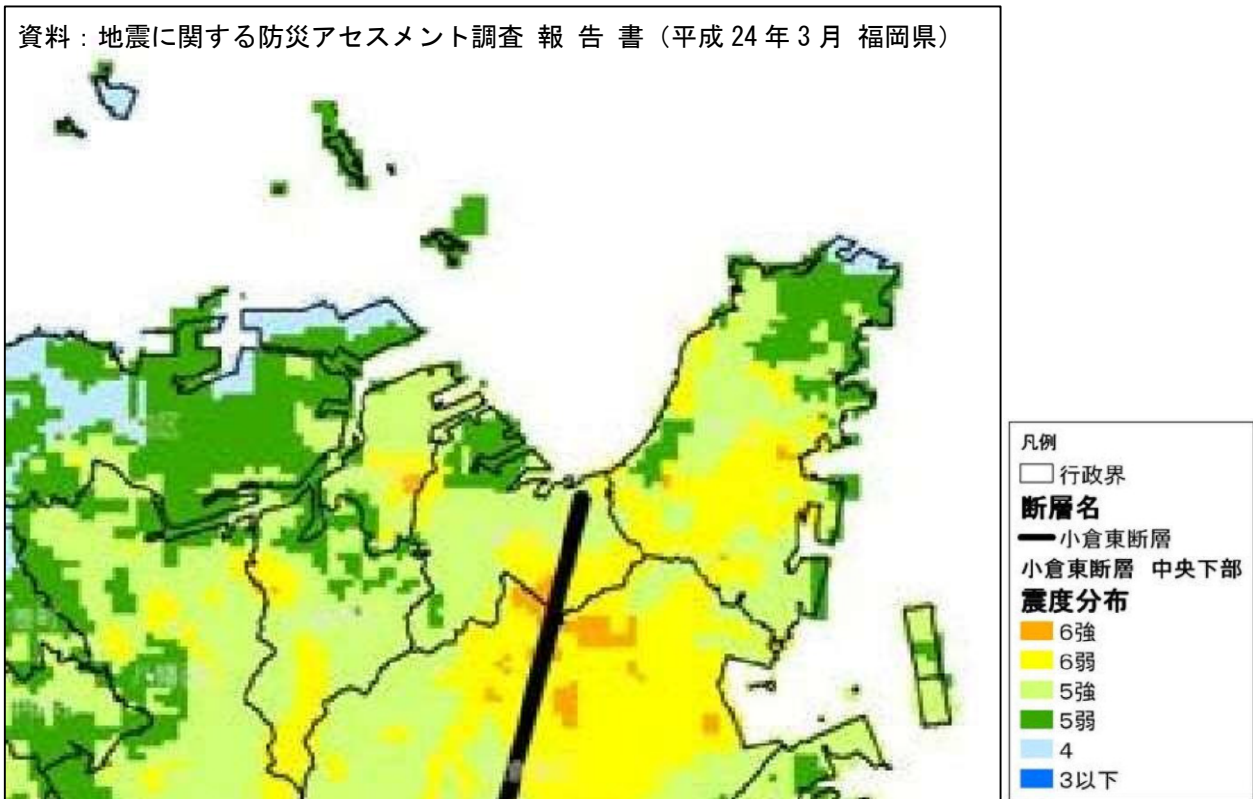 資料：地震に関する防災アセスメント調査 報 告 書（平成 24 年 3 月 福岡県）
凡例
行政界
断層名
小倉東断層
小倉東断層 中央下部
震度分布
6強
6弱
5強
5弱
4
3以下